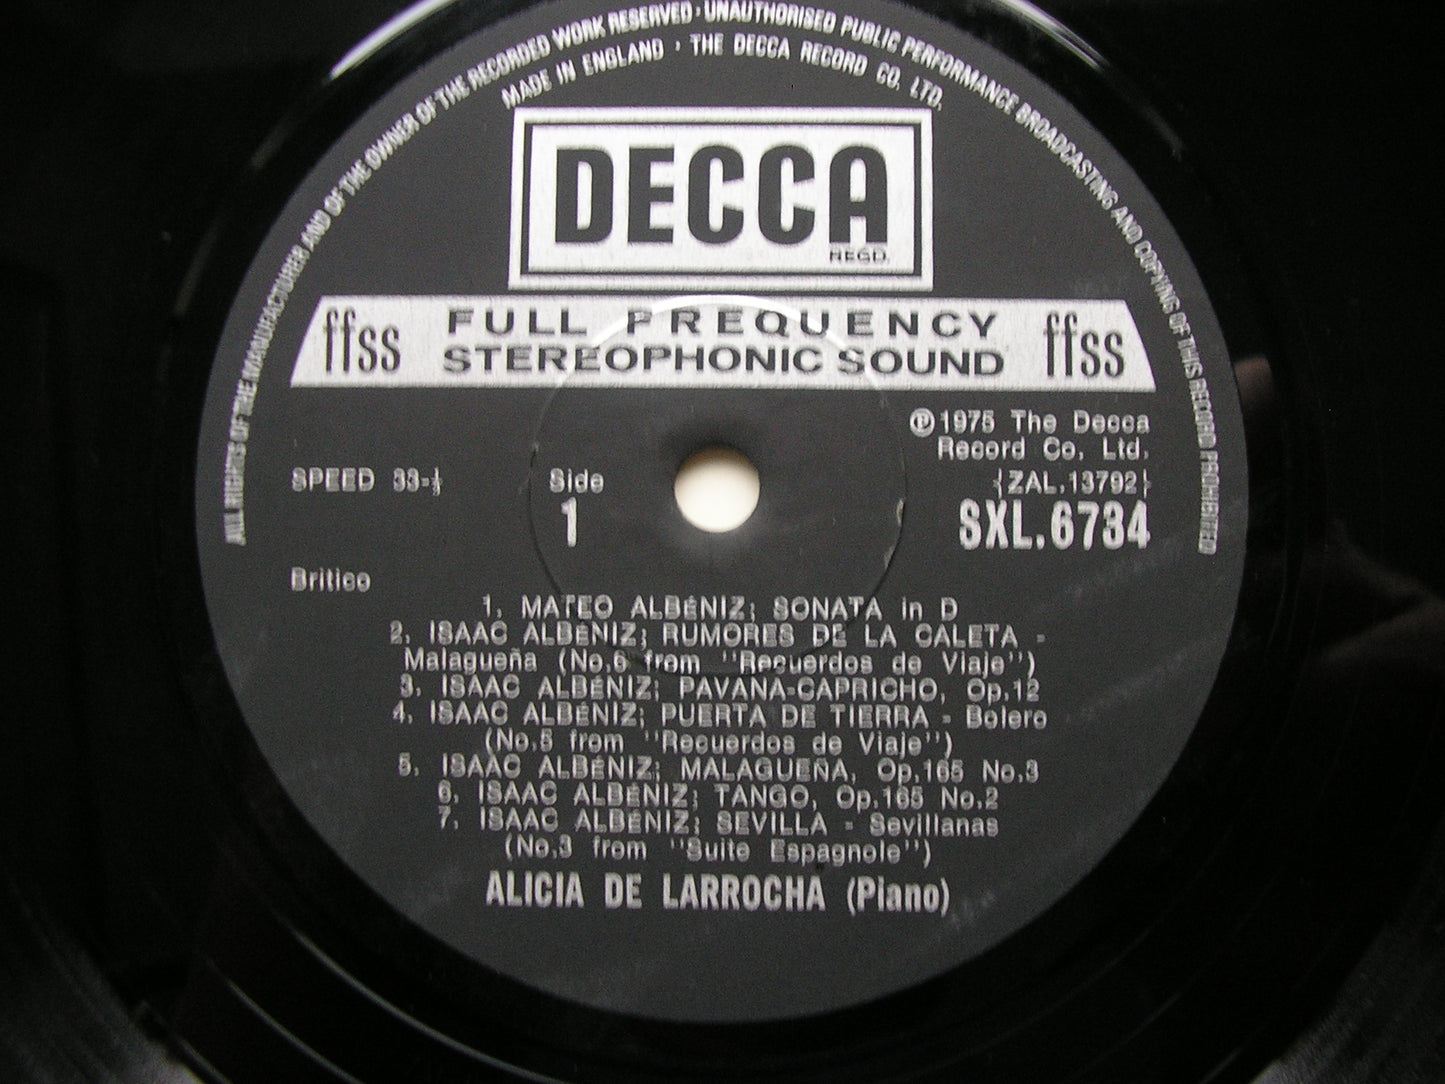 ALL RIGHTS OF THE MANUFACTURER AND OF THE OWNER OF THE RECORDED WORK RESERVED · UNAUTHORISED PUBLIC PERFORMANCE BROADCASTING AND COPYING OF THIS RECORD PROHIBITED
MADE IN ENGLAND · THE DECCA RECORD CO. LTD.
DECCA
REGD.
ffss FULL FREQUENCY STEREOPHONIC SOUND ffss
℗ 1975 The Decca
Record Co. Ltd.
SPEED 33⅓ Side {ZAL.13792}
1 SXL.6734
Britico
1. MATEO ALBÉNIZ; SONATA in D
2. ISAAC ALBÉNIZ; RUMORES DE LA CALETA -
Malagueña (No.6 from "Recuerdos de Viaje")
3. ISAAC ALBÉNIZ; PAVANA-CAPRICHO, Op.12
4. ISAAC ALBÉNIZ; PUERTA DE TIERRA - Bolero
(No.5 from "Recuerdos de Viaje")
5. ISAAC ALBÉNIZ; MALAGUEÑA, Op.165 No.3
6. ISAAC ALBÉNIZ; TANGO, Op.165 No.2
7. ISAAC ALBÉNIZ; SEVILLA - Sevillanas
(No.3 from "Suite Espagnole")
ALICIA DE LARROCHA (Piano)